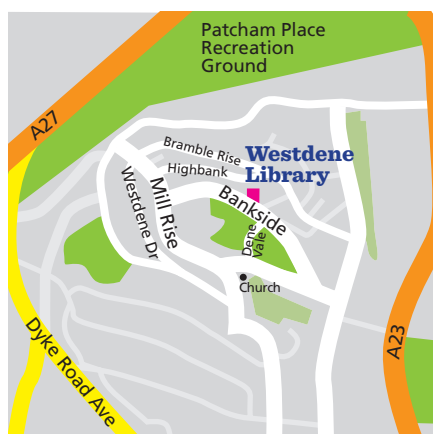 Patcham Place
Recreation
Ground
A27
Bramble Rise
Westdene
Library
Highbank
Westdene Dr
Mill Rise
Bankside
Dene
Vale
Church
A23
Dyke Road Ave